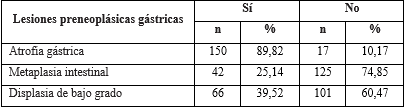 Lesiones preneoplásicas gástricas Sí No
n % n %
Atrofia gástrica 150 89,82 17 10,17
Metaplasia intestinal 42 25,14 125 74,85
Displasia de bajo grado 66 39,52 101 60,47